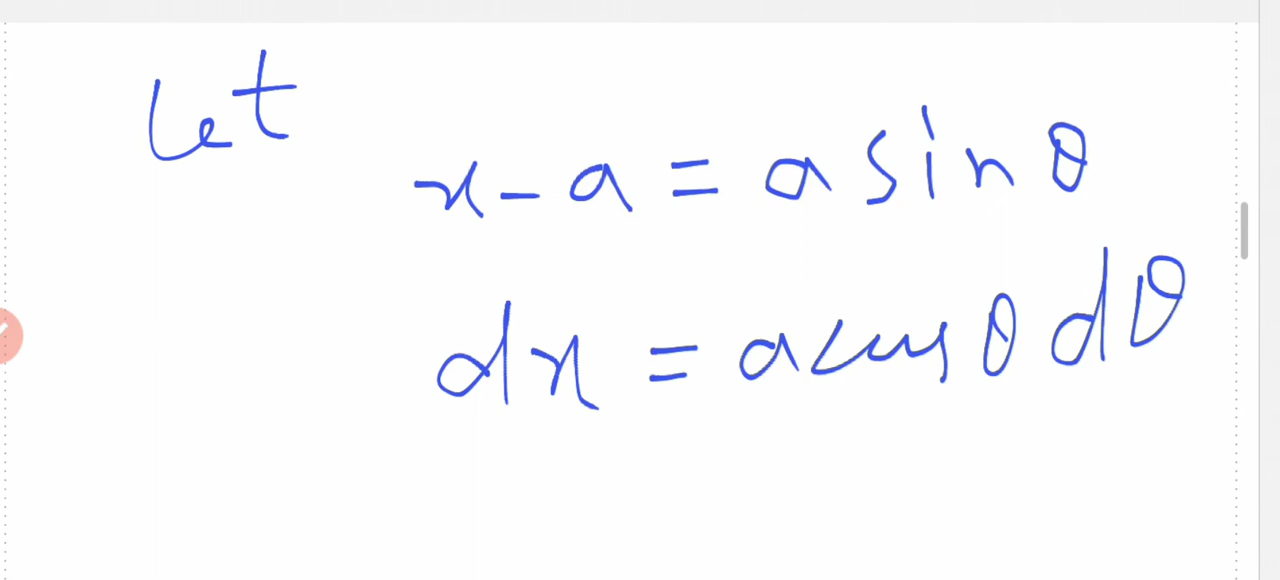 Let
x - a = a sin θ
dx = a cos θ dθ